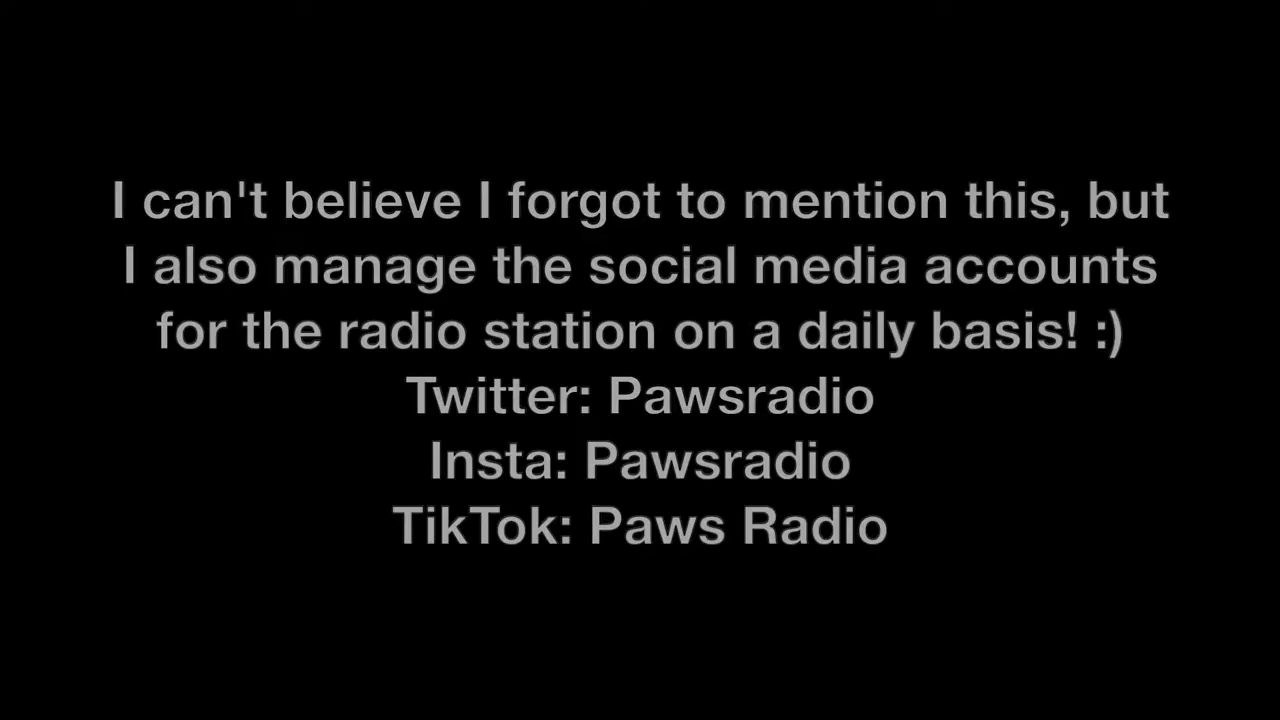 I can't believe I forgot to mention this, but
I also manage the social media accounts
for the radio station on a daily basis! :)
Twitter: Pawsradio
Insta: Pawsradio
TikTok: Paws Radio